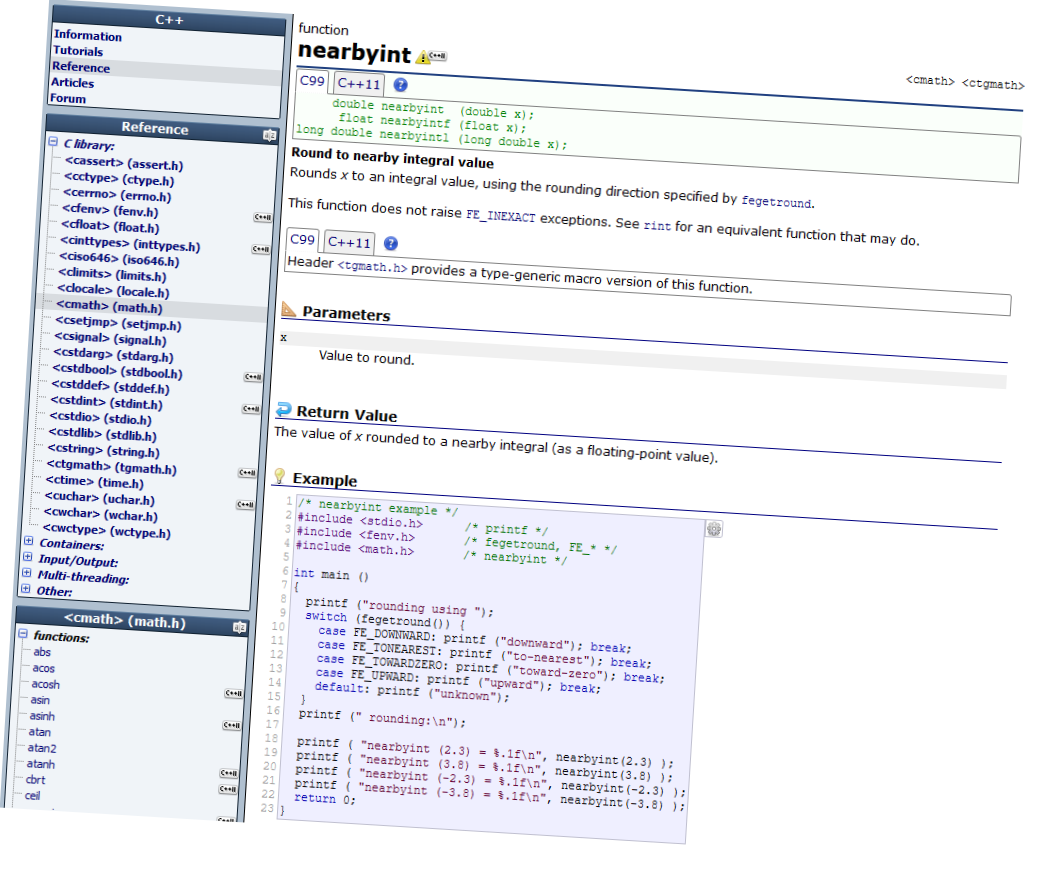 C++
Information
Tutorials
Reference
Articles
Forum
Reference
C library:
<cassert> (assert.h)
<cctype> (ctype.h)
<cerrno> (errno.h)
<cfenv> (fenv.h)
C++11
<cfloat> (float.h)
<cinttypes> (inttypes.h)
C++11
<ciso646> (iso646.h)
<climits> (limits.h)
<clocale> (locale.h)
<cmath> (math.h)
<csetjmp> (setjmp.h)
<csignal> (signal.h)
<cstdarg> (stdarg.h)
<cstdbool> (stdbool.h)
C++11
<cstddef> (stddef.h)
<cstdint> (stdint.h)
C++11
<cstdio> (stdio.h)
<cstdlib> (stdlib.h)
<cstring> (string.h)
<ctgmath> (tgmath.h)
C++11
<ctime> (time.h)
<cuchar> (uchar.h)
C++11
<cwchar> (wchar.h)
<cwctype> (wctype.h)
Containers:
Input/Output:
Multi-threading:
Other:
<cmath> (math.h)
functions:
abs
acos
acosh
C++11
asin
asinh
C++11
atan
atan2
atanh
C++11
cbrt
C++11
ceil
function
nearbyint
C++11
<cmath> <ctgmath>
C99 C++11 ?
double nearbyint  (double x);
float nearbyintf (float x);
long double nearbyintl (long double x);
Round to nearby integral value
Rounds x to an integral value, using the rounding direction specified by fegetround.
This function does not raise FE_INEXACT exceptions. See rint for an equivalent function that may do.
C99 C++11 ?
Header <tgmath.h> provides a type-generic macro version of this function.
Parameters
x
Value to round.
Return Value
The value of x rounded to a nearby integral (as a floating-point value).
Example
1 /* nearbyint example */
2 #include <stdio.h>      /* printf */
3 #include <fenv.h>       /* fegetround, FE_* */
4 #include <math.h>       /* nearbyint */
5
6 int main ()
7 {
8   printf ("rounding using ");
9   switch (fegetround()) {
10     case FE_DOWNWARD: printf ("downward"); break;
11     case FE_TONEAREST: printf ("to-nearest"); break;
12     case FE_TOWARDZERO: printf ("toward-zero"); break;
13     case FE_UPWARD: printf ("upward"); break;
14     default: printf ("unknown");
15   }
16   printf (" rounding:\n");
17
18   printf ( "nearbyint (2.3) = %.1f\n", nearbyint(2.3) );
19   printf ( "nearbyint (3.8) = %.1f\n", nearbyint(3.8) );
20   printf ( "nearbyint (-2.3) = %.1f\n", nearbyint(-2.3) );
21   printf ( "nearbyint (-3.8) = %.1f\n", nearbyint(-3.8) );
22   return 0;
23 }